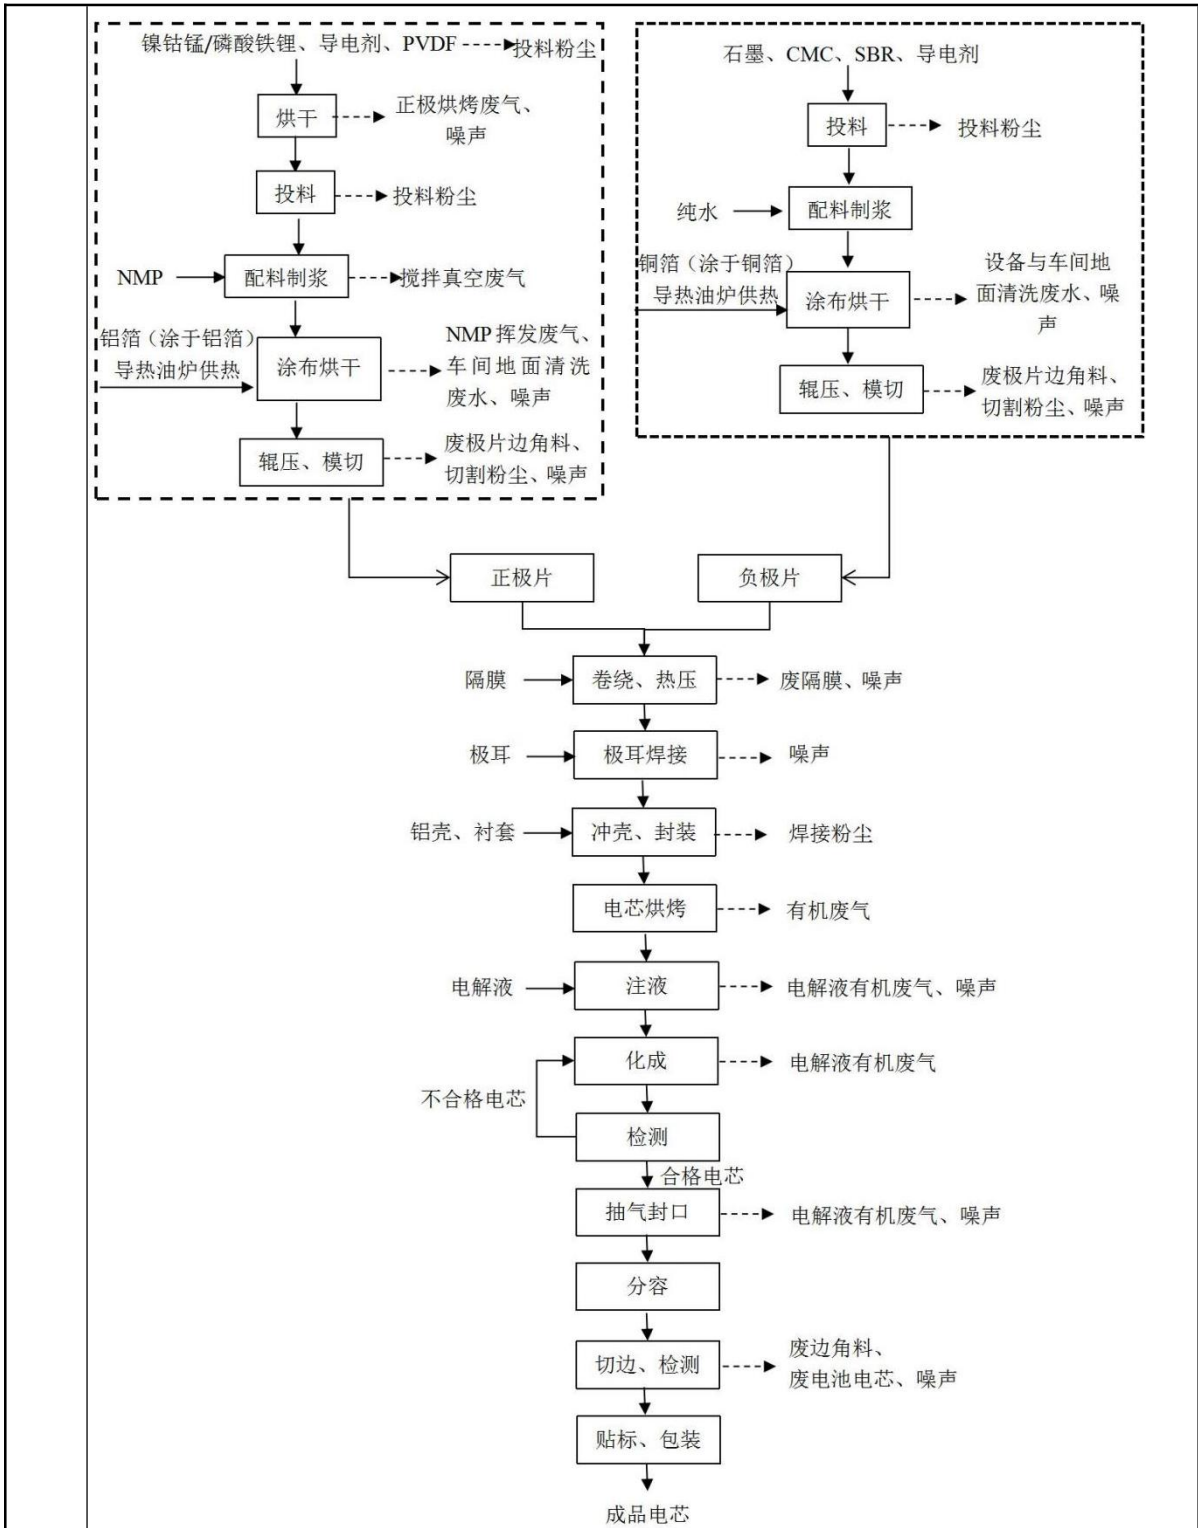 镍钴锰/磷酸铁锂、导电剂、PVDF
投料粉尘
烘干
正极烘烤废气、
噪声
投料
投料粉尘
NMP
配料制浆
搅拌真空废气
铝箔（涂于铝箔）
导热油炉供热
涂布烘干
NMP 挥发废气、
车间地面清洗
废水、噪声
辊压、模切
废极片边角料、
切割粉尘、噪声
石墨、CMC、SBR、导电剂
投料
投料粉尘
纯水
配料制浆
铜箔（涂于铜箔）
导热油炉供热
涂布烘干
设备与车间地
面清洗废水、噪
声
辊压、模切
废极片边角料、
切割粉尘、噪声
正极片
负极片
隔膜
卷绕、热压
废隔膜、噪声
极耳
极耳焊接
噪声
铝壳、衬套
冲壳、封装
焊接粉尘
电芯烘烤
有机废气
电解液
注液
电解液有机废气、噪声
化成
电解液有机废气
不合格电芯
检测
合格电芯
抽气封口
电解液有机废气、噪声
分容
切边、检测
废边角料、
废电池电芯、噪声
贴标、包装
成品电芯